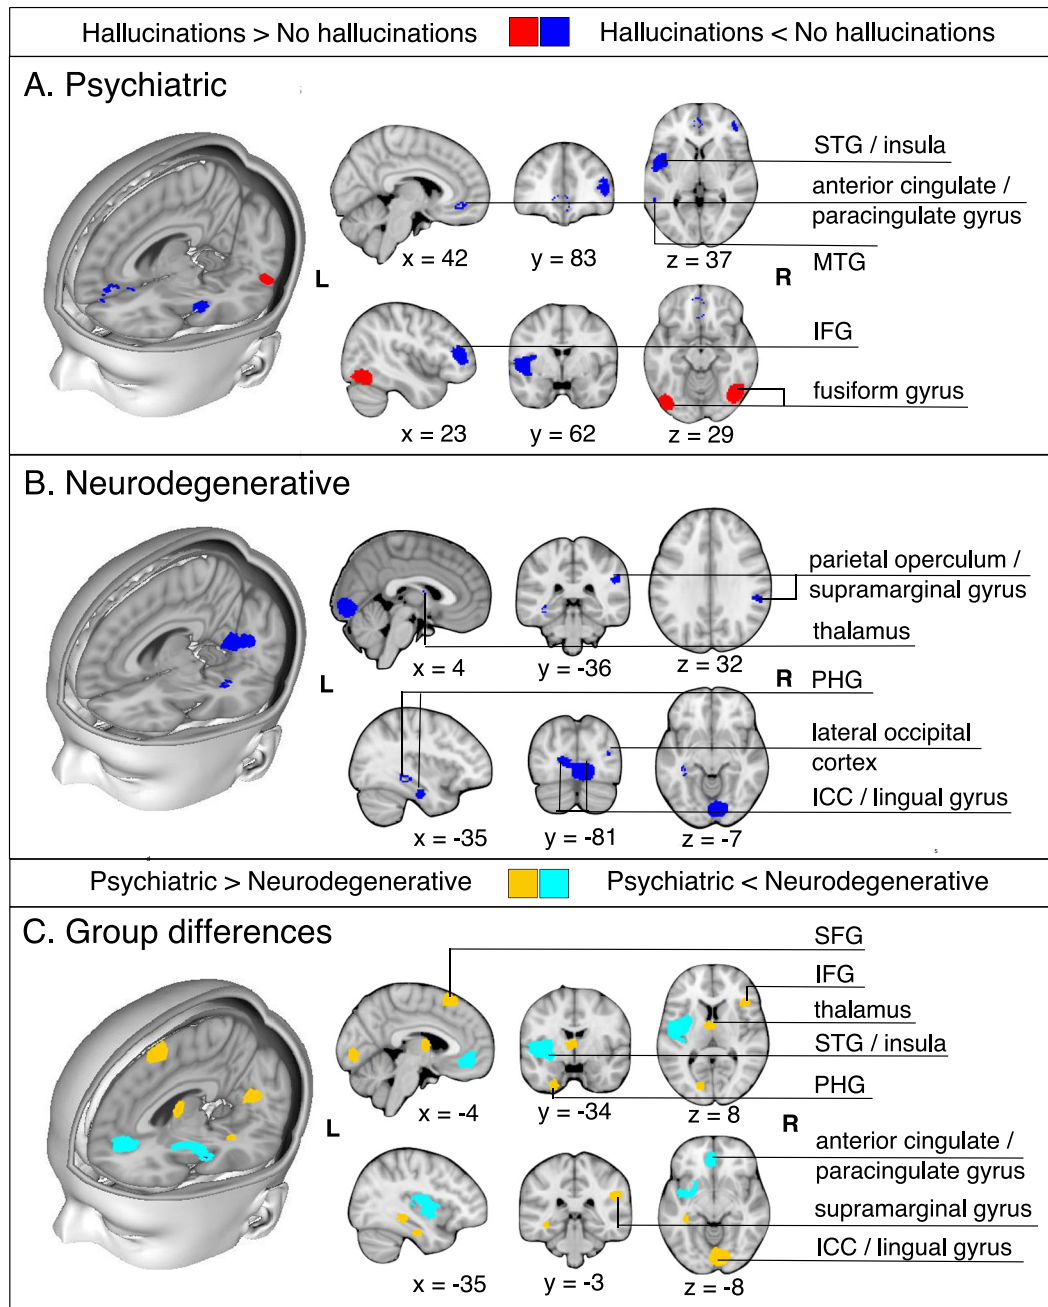 Hallucinations > No hallucinations
Hallucinations < No hallucinations
A. Psychiatric
STG / insula
anterior cingulate /
paracingulate gyrus
MTG
x = 42
y = 83
z = 37
L
R
IFG
fusiform gyrus
x = 23
y = 62
z = 29
B. Neurodegenerative
parietal operculum /
supramarginal gyrus
thalamus
x = 4
y = -36
z = 32
L
R
PHG
lateral occipital
cortex
ICC / lingual gyrus
x = -35
y = -81
z = -7
Psychiatric > Neurodegenerative
Psychiatric < Neurodegenerative
C. Group differences
SFG
IFG
thalamus
STG / insula
PHG
x = -4
y = -34
z = 8
L
R
anterior cingulate /
paracingulate gyrus
supramarginal gyrus
ICC / lingual gyrus
x = -35
y = -3
z = -8